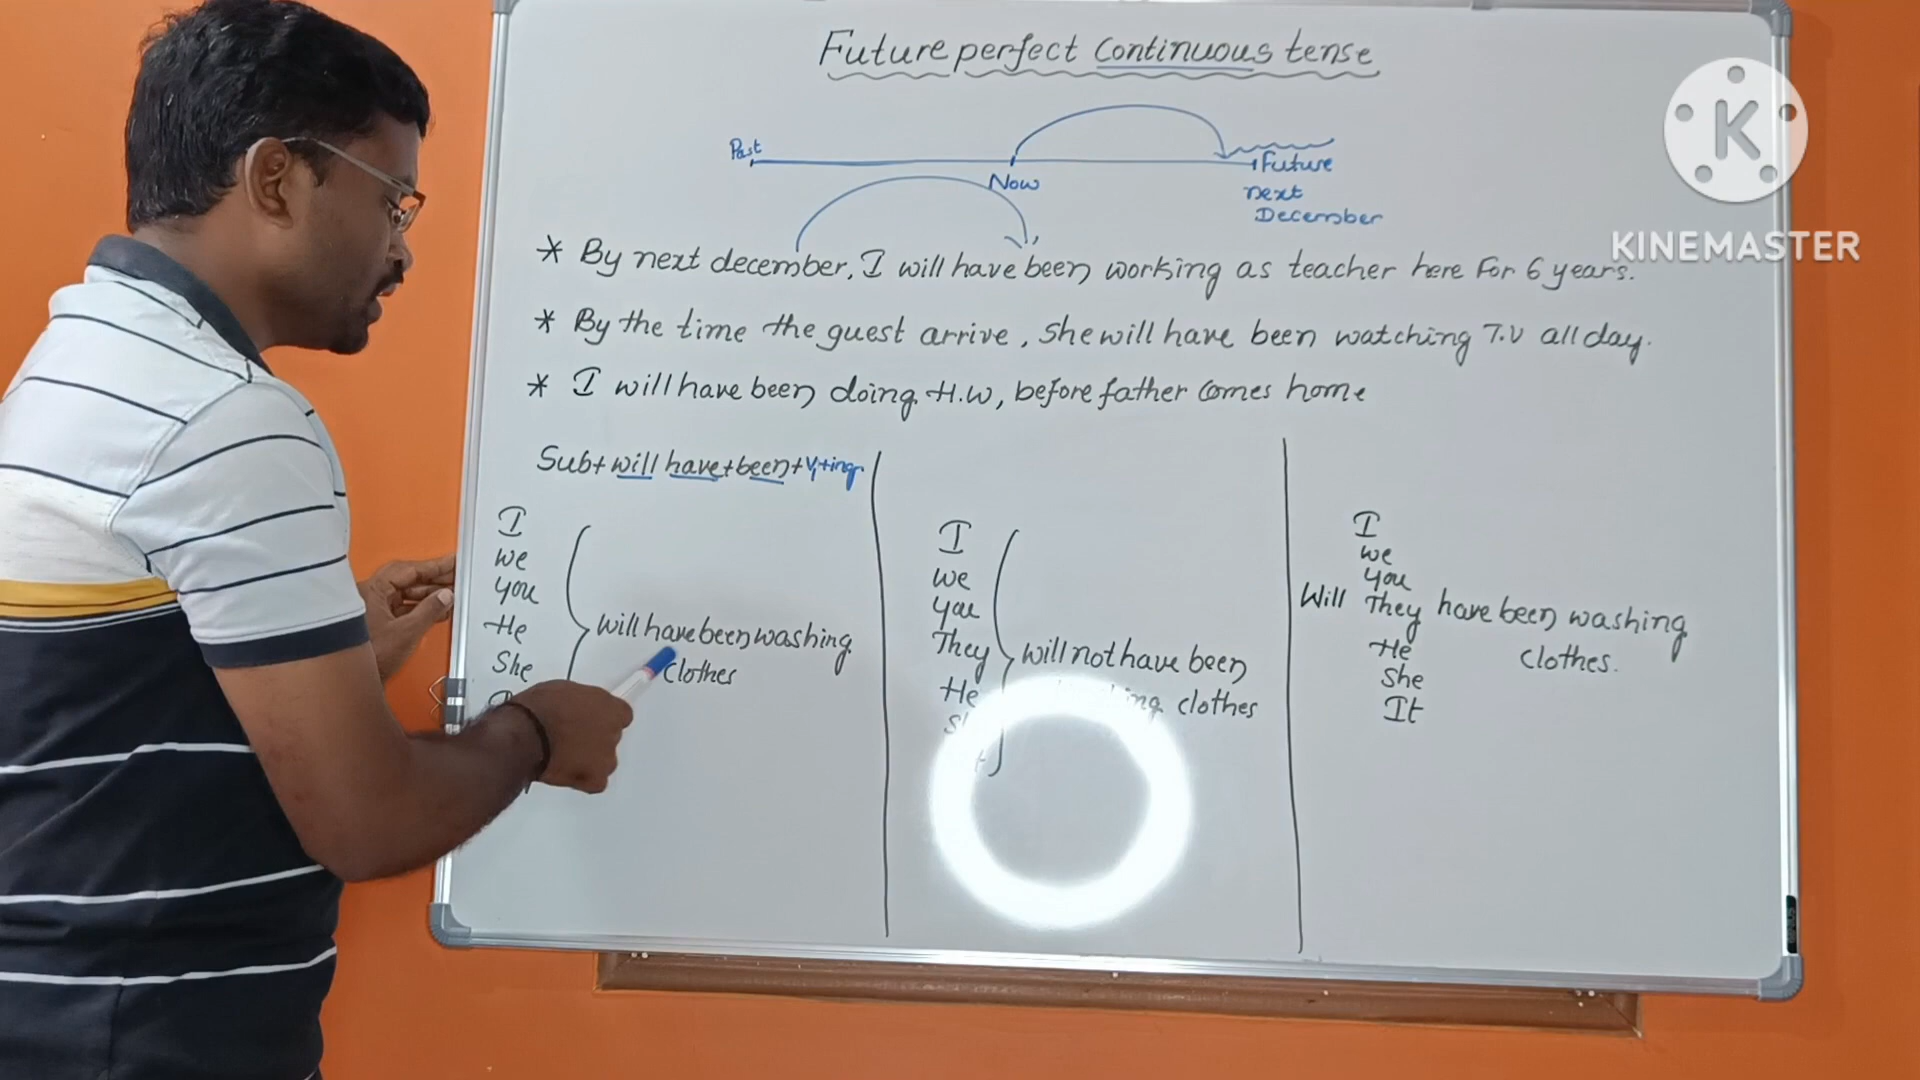 Future perfect Continuous tense
Past
Now
Future
next
December
K
KINEMASTER
* By next december, I will have been working as teacher here For 6 years.
* By the time the guest arrive, She will have been watching T.V all day.
* I will have been doing H.W, before father comes home
Sub + will have + been + V1+ing.
I
we
you
He
She
will have been washing
clothes
I
we
you
They
He
will not have been
clothes
I
we
you
Will They have been washing
He clothes.
She
It